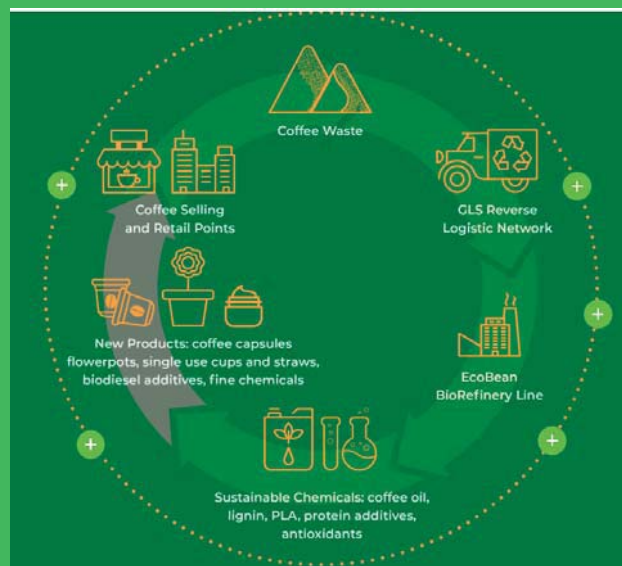 Coffee Waste
GLS Reverse
Logistic Network
EcoBean
BioRefinery Line
Sustainable Chemicals: coffee oil,
lignin, PLA, protein additives,
antioxidants
New Products: coffee capsules
flowerpots, single use cups and straws,
biodiesel additives, fine chemicals
Coffee Selling
and Retail Points